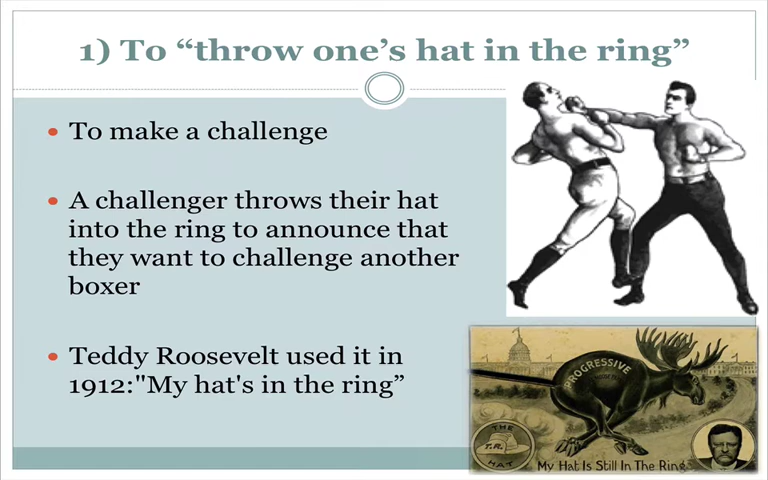 1) To “throw one’s hat in the ring”
• To make a challenge
• A challenger throws their hat
into the ring to announce that
they want to challenge another
boxer
• Teddy Roosevelt used it in
1912:"My hat's in the ring”
PROGRESSIVE
THE
T.R.
HAT
My Hat Is Still In The Ring